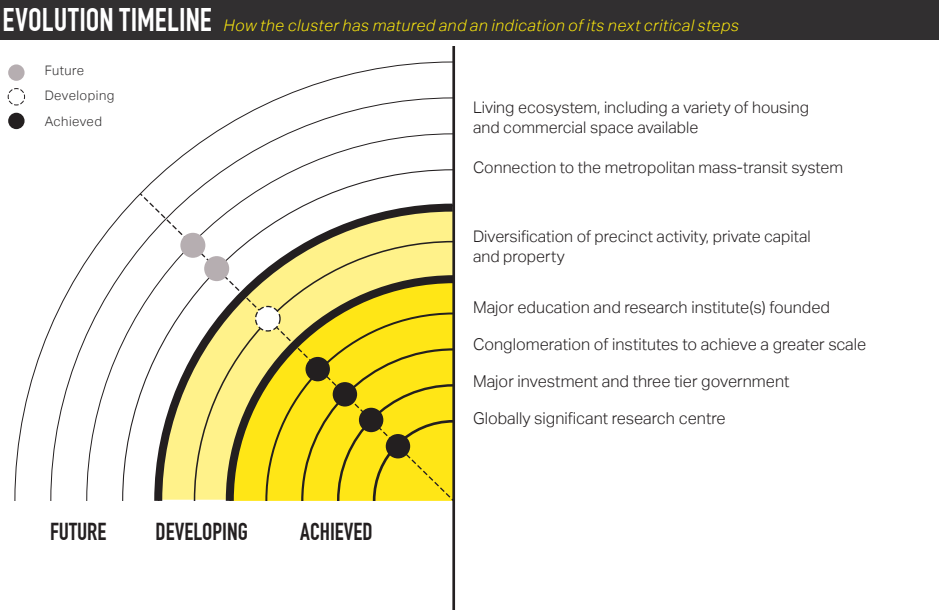 EVOLUTION TIMELINE How the cluster has matured and an indication of its next critical steps
Future
Developing
Achieved
Living ecosystem, including a variety of housing
and commercial space available
Connection to the metropolitan mass-transit system
Diversification of precinct activity, private capital
and property
Major education and research institute(s) founded
Conglomeration of institutes to achieve a greater scale
Major investment and three tier government
Globally significant research centre
FUTURE DEVELOPING ACHIEVED